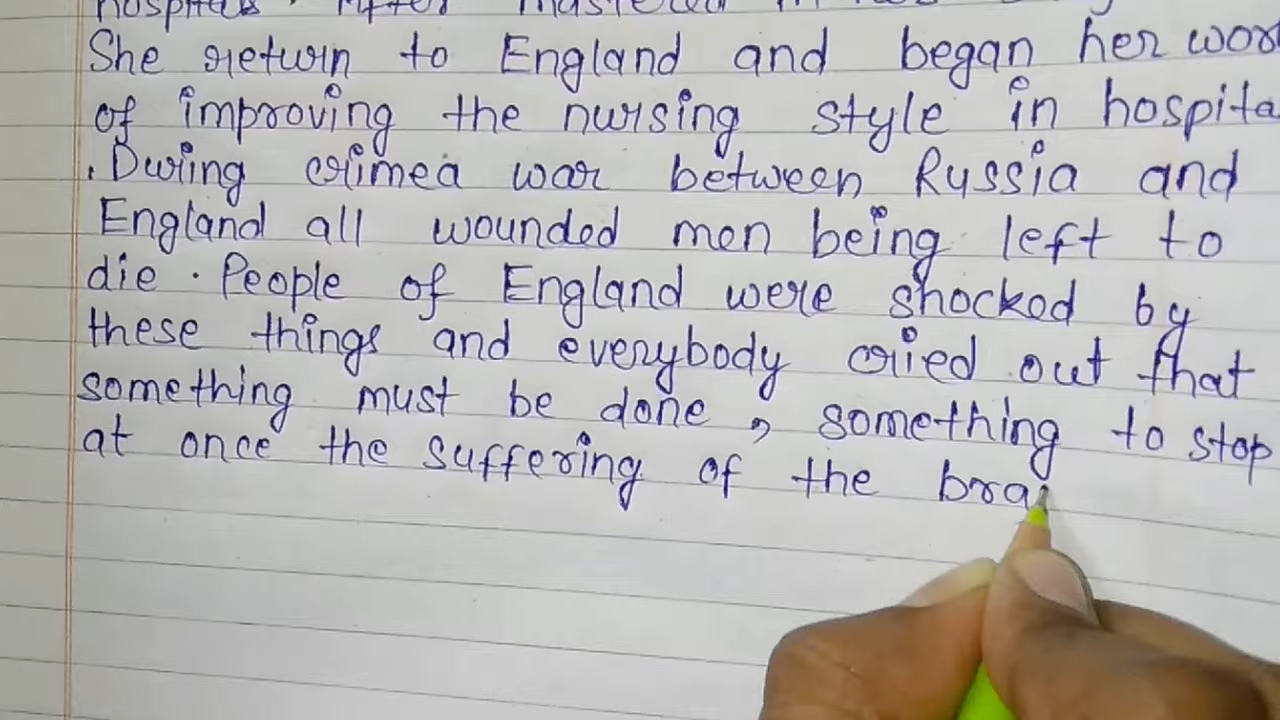 She return to England and began her wor
of improving the nursing style in hospita
. During crimea war between Russia and
England all wounded men being left to
die . People of England were shocked by
these things and everybody cried out that
something must be done , something to stop
at once the suffering of the bra